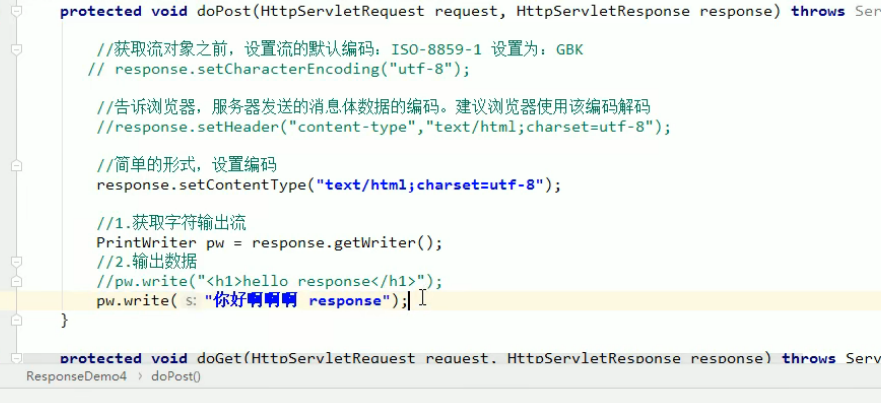 protected void doPost(HttpServletRequest request, HttpServletResponse response) throws Ser
//获取流对象之前，设置流的默认编码：ISO-8859-1 设置为：GBK
// response.setCharacterEncoding("utf-8");
//告诉浏览器，服务器发送的消息体数据的编码。建议浏览器使用该编码解码
//response.setHeader("content-type","text/html;charset=utf-8");
//简单的形式，设置编码
response.setContentType("text/html;charset=utf-8");
//1.获取字符输出流
PrintWriter pw = response.getWriter();
//2.输出数据
//pw.write("<h1>hello response</h1>");
pw.write( s: "你好啊啊啊 response");
}
protected void doGet(HttpServletRequest request, HttpServletResponse response) throws Serv
ResponseDemo4 › doPost()